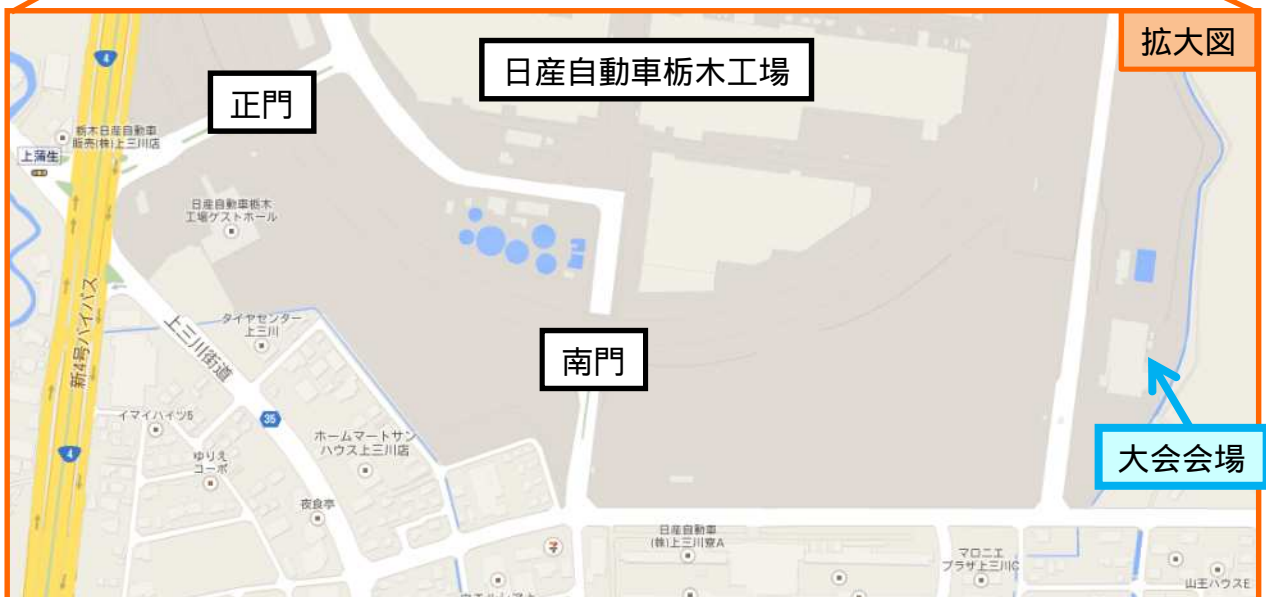 拡大図
日産自動車栃木工場
4
正門
栃木日産自動車
販売(株)上三川店
上蒲生
日産自動車栃木
工場ゲストホール
新4号バイパス
上三川街道
タイヤセンター
上三川
南門
イマイハイツ5
35
ホームマートサン
ハウス上三川店
大会会場
4
ゆりえ
コーポ
夜食亭
日産自動車
(株)上三川寮A
マロニエ
プラザ上三川C
山王ハウスE